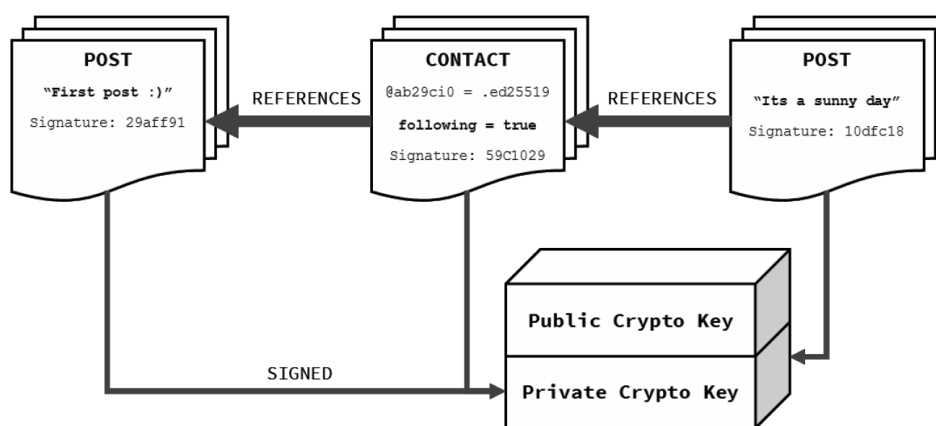 POST
“First post :)”
Signature: 29aff91
REFERENCES
CONTACT
@ab29ci0 = .ed25519
following = true
Signature: 59C1029
REFERENCES
POST
“Its a sunny day”
Signature: 10dfc18
Public Crypto Key
Private Crypto Key
SIGNED